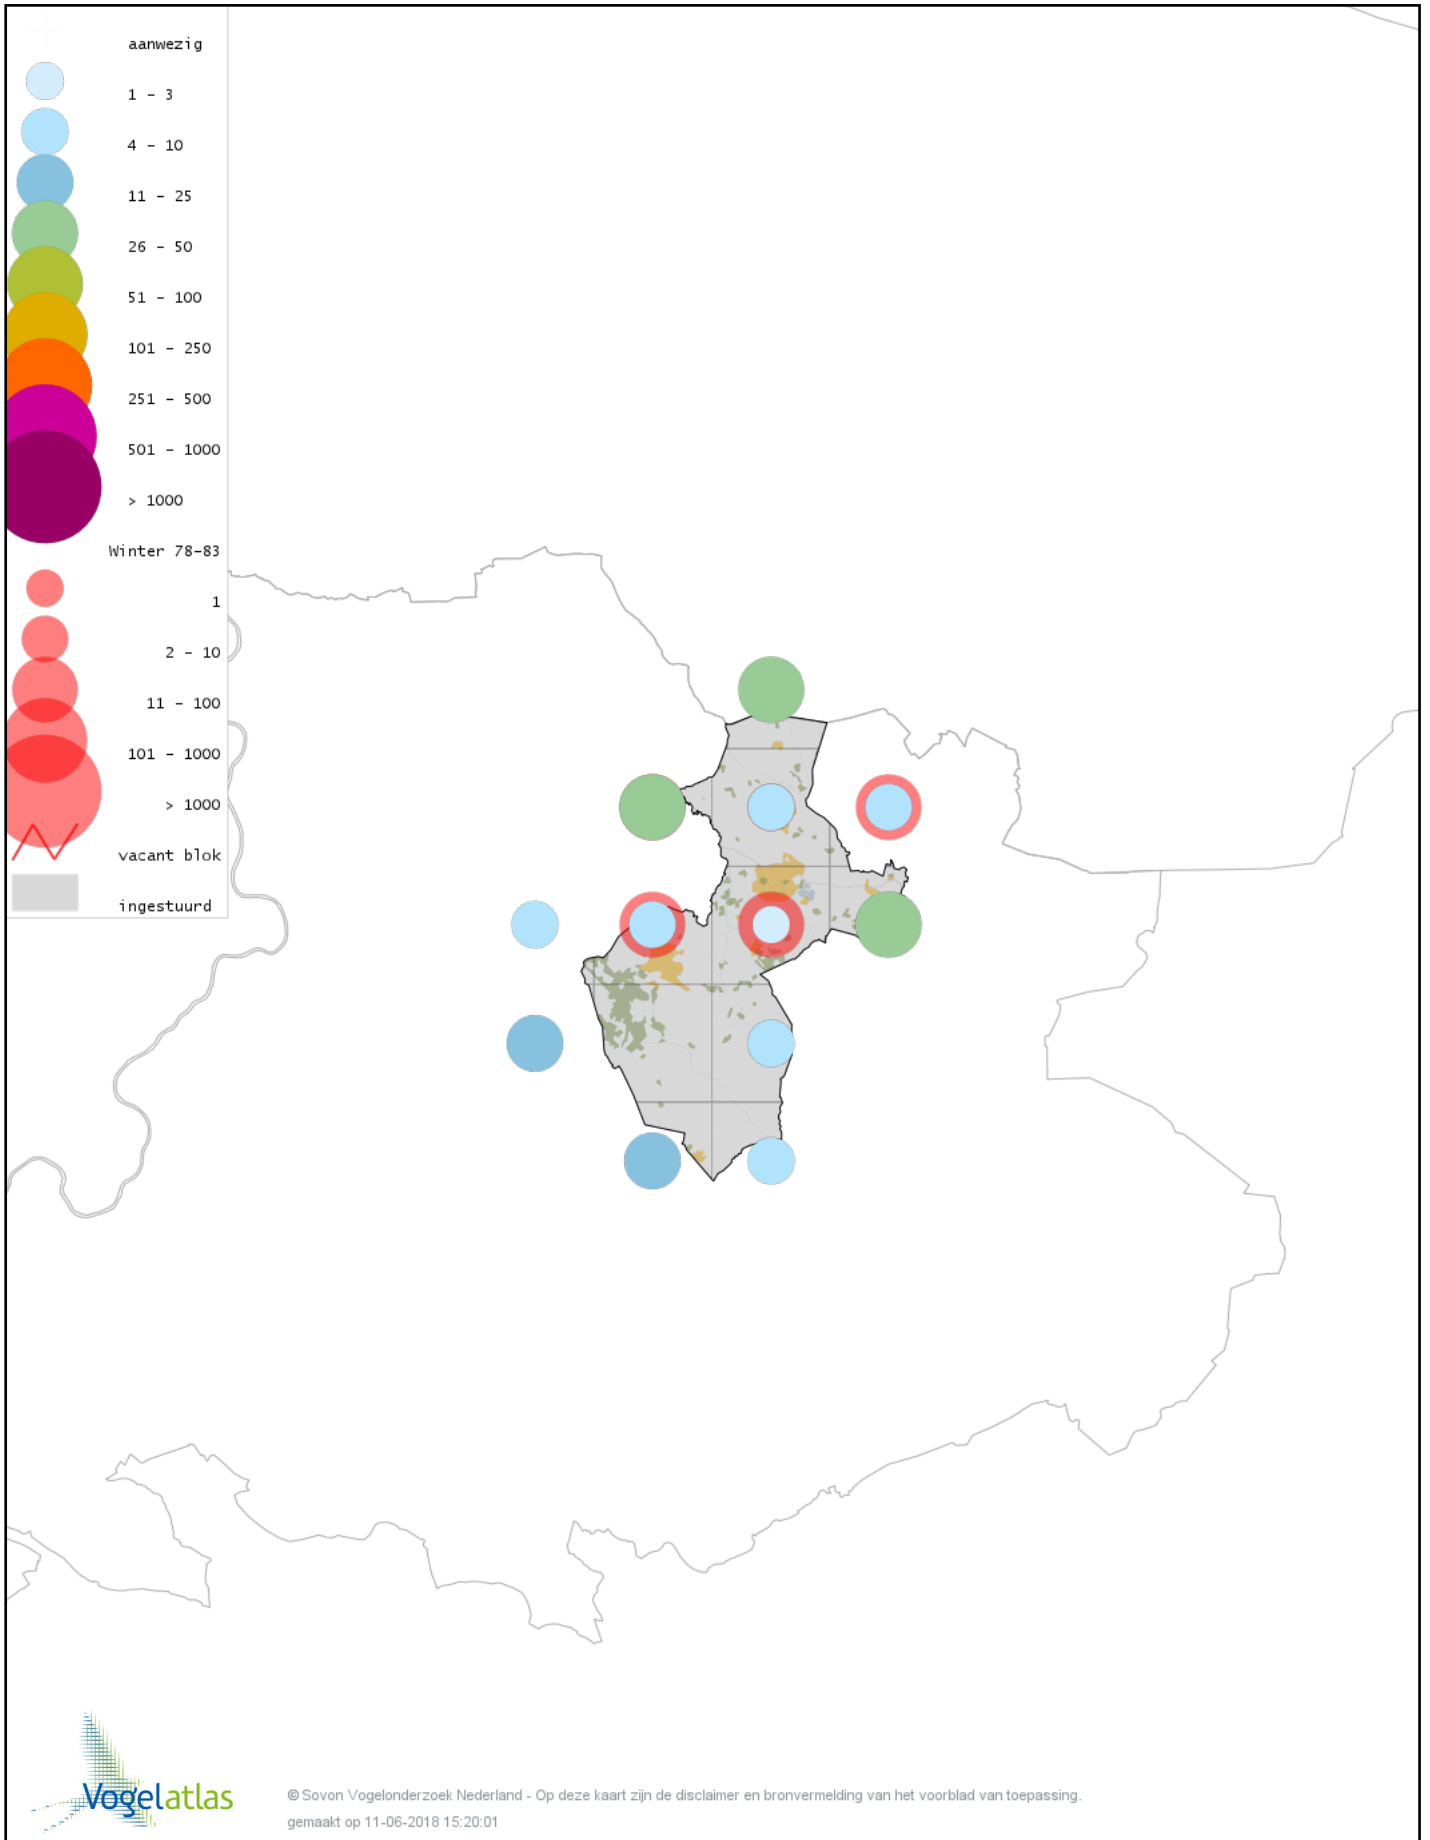 aanwezig
1 - 3
4 - 10
11 - 25
26 - 50
51 - 100
101 - 250
251 - 500
501 - 1000
> 1000
Winter 78-83
1
2 - 10
11 - 100
101 - 1000
> 1000
vacant blok
ingestuurd
Vogelatlas
© Sovon Vogelonderzoek Nederland - Op deze kaart zijn de disclaimer en bronvermelding van het voorblad van toepassing.
gemaakt op 11-06-2018 15:20:01